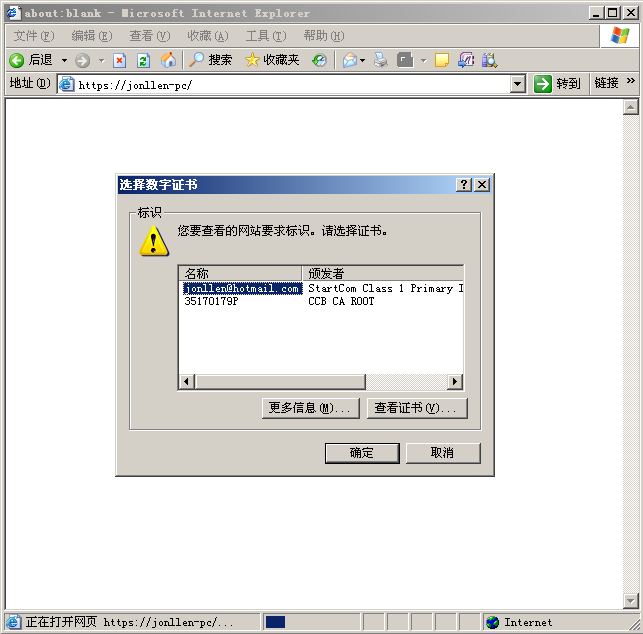 about:blank - Microsoft Internet Explorer
文件(F) 编辑(E) 查看(V) 收藏(A) 工具(T) 帮助(H)
后退 搜索 收藏夹
地址(D) https://jonllen-pc/ 转到 链接 »
选择数字证书
标识
您要查看的网站要求标识。请选择证书。
名称 颁发者
jonllen@hotmail.com StartCom Class 1 Primary I
35170179P CCB CA ROOT
更多信息(M)... 查看证书(V)...
确定 取消
正在打开网页 https://jonllen-pc/... Internet